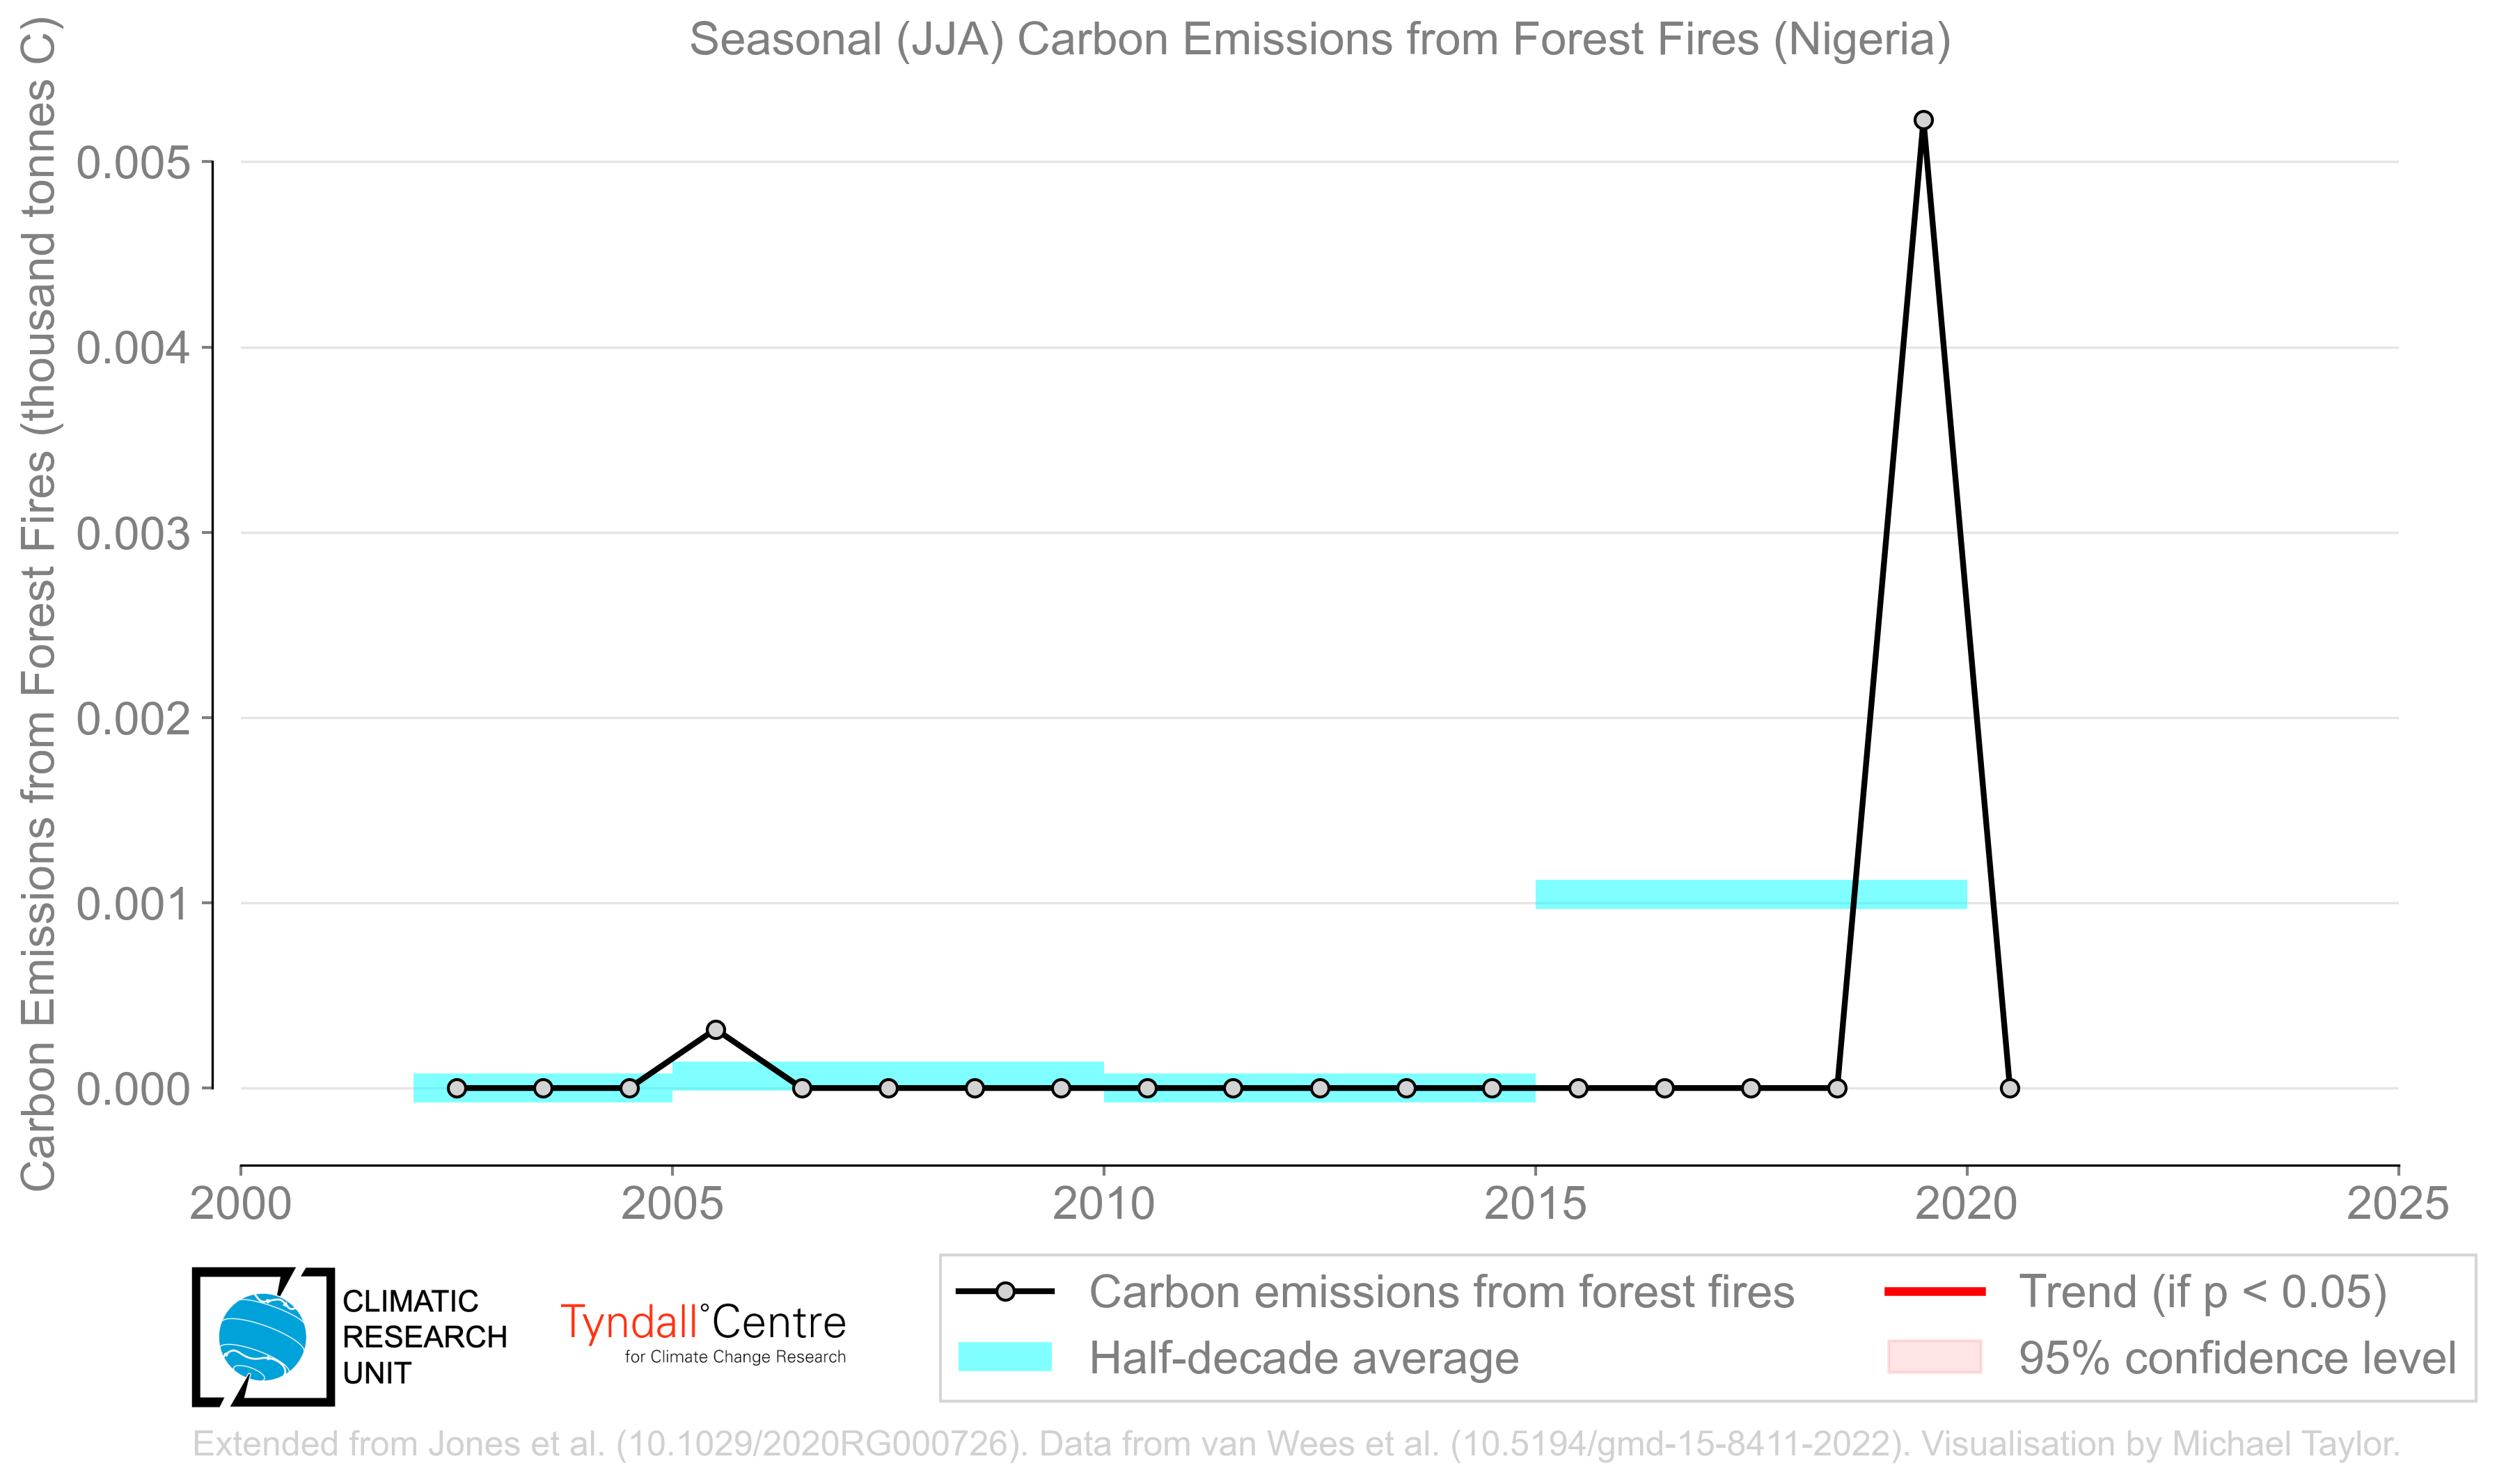 Seasonal (JJA) Carbon Emissions from Forest Fires (Nigeria)
Carbon Emissions from Forest Fires (thousand tonnes C)
0.005
0.004
0.003
0.002
0.001
0.000
2000 2005 2010 2015 2020 2025
CLIMATIC
RESEARCH
UNIT
Tyndall°Centre
for Climate Change Research
Carbon emissions from forest fires
Half-decade average
Trend (if p < 0.05)
95% confidence level
Extended from Jones et al. (10.1029/2020RG000726). Data from van Wees et al. (10.5194/gmd-15-8411-2022). Visualisation by Michael Taylor.